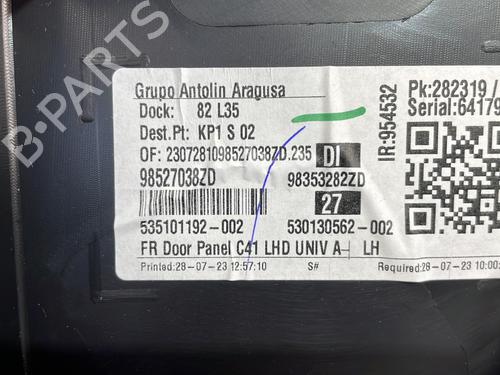 Grupo Antolin Aragusa
Dock: 82 L35
Dest.Pt: KP1 S 02
OF: 2307281098527038ZD.235
DI
98527038ZD
98353282ZD
27
535101192-002
530130562-002
FR Door Panel C41 LHD UNIV A- LH
Printed:28-07-23 12:57:10
S#
Required:28-07-23 10:00:
IR:954532
Pk:282319 /
Serial:64179
B-PARTS